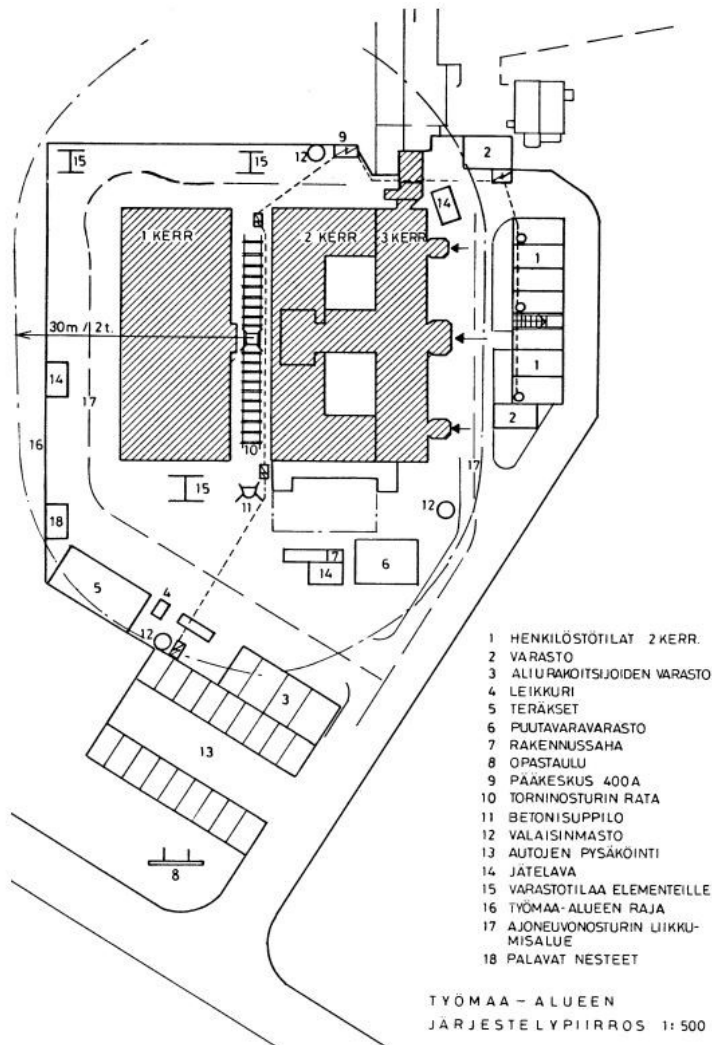 9
12
15
15
2
14
1 KERR
2 KERR
3 KERR
1
30m / 2t.
14
17
1
16
10
2
17
15
11
12
18
7
14
6
5
4
12
3
13
8
1 HENKILÖSTÖTILAT 2 KERR.
2 VARASTO
3 ALIURAKOITSIJOIDEN VARASTO
4 LEIKKURI
5 TERÄKSET
6 PUUTAVARAVARASTO
7 RAKENNUSSAHA
8 OPASTAULU
9 PÄÄKESKUS 400A
10 TORNINOSTURIN RATA
11 BETONISUPPILO
12 VALAISINMASTO
13 AUTOJEN PYSÄKÖINTI
14 JÄTELAVA
15 VARASTOTILAA ELEMENTEILLE
16 TYÖMAA-ALUEEN RAJA
17 AJONEUVONOSTURIN LIIKKU-
MISALUE
18 PALAVAT NESTEET
TYÖMAA-ALUEEN
JÄRJESTELYPIIRROS 1:500